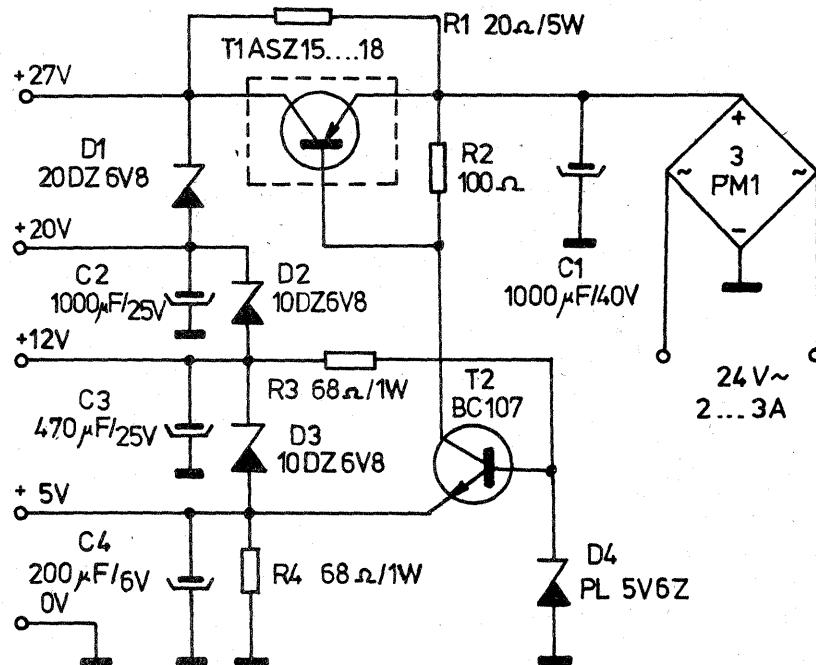 R1 20Ω/5W
T1 ASZ15....18
+27V
D1
20DZ 6V8
R2
100Ω
+
3
~ ~
PM1
-
+20V
C2
1000µF/25V
D2
10DZ6V8
C1
1000µF/40V
+12V
R3 68Ω/1W
T2
BC107
24V~
2...3A
C3
470µF/25V
D3
10DZ6V8
+ 5V
C4
200µF/6V
R4 68Ω/1W
D4
PL 5V6Z
0V